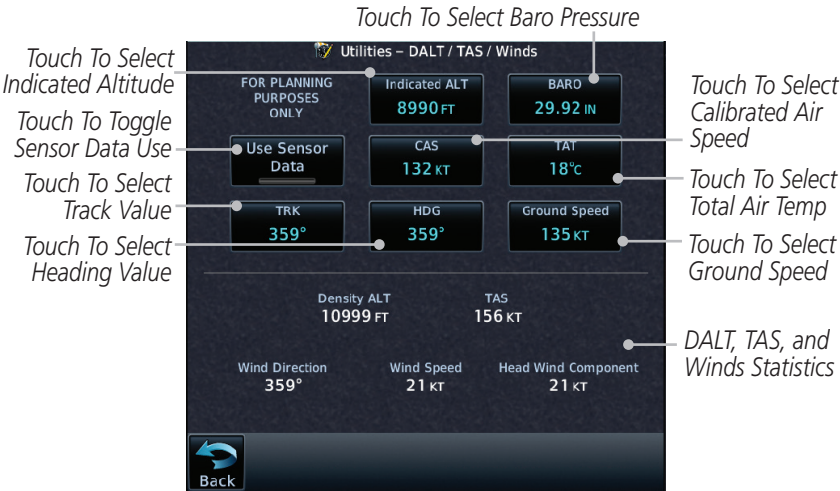 Touch To Select Baro Pressure
Touch To Select
Indicated Altitude
Touch To Toggle
Sensor Data Use
Touch To Select
Track Value
Touch To Select
Heading Value
Utilities – DALT / TAS / Winds
FOR PLANNING
PURPOSES
ONLY
Indicated ALT
8990 FT
BARO
29.92 IN
Use Sensor
Data
CAS
132 KT
TAT
18°C
TRK
359°
HDG
359°
Ground Speed
135 KT
Density ALT
10999 FT
TAS
156 KT
Wind Direction
359°
Wind Speed
21 KT
Head Wind Component
21 KT
Back
Touch To Select
Calibrated Air
Speed
Touch To Select
Total Air Temp
Touch To Select
Ground Speed
DALT, TAS, and
Winds Statistics